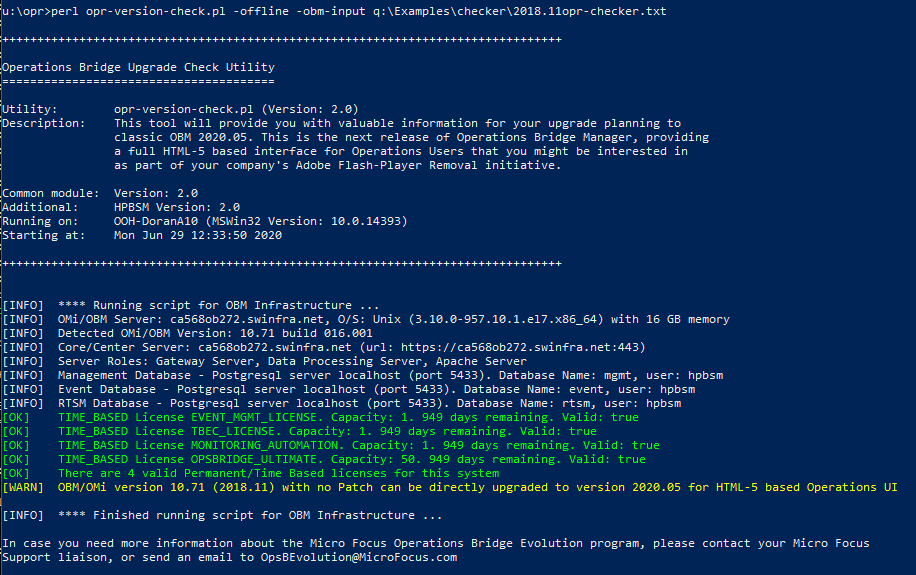 u:\opr>perl opr-version-check.pl -offline -obm-input q:\Examples\checker\2018.11opr-checker.txt
++++++++++++++++++++++++++++++++++++++++++++++++++++++++++++++++++++++++++++++++
Operations Bridge Upgrade Check Utility
=======================================
Utility:        opr-version-check.pl (Version: 2.0)
Description:    This tool will provide you with valuable information for your upgrade planning to
                classic OBM 2020.05. This is the next release of Operations Bridge Manager, providing
                a full HTML-5 based interface for Operations Users that you might be interested in
                as part of your company's Adobe Flash-Player Removal initiative.
Common module:  Version: 2.0
Additional:     HPBSM Version: 2.0
Running on:     OOH-DoranA10 (MSWin32 Version: 10.0.14393)
Starting at:    Mon Jun 29 12:33:50 2020
++++++++++++++++++++++++++++++++++++++++++++++++++++++++++++++++++++++++++++++++
[INFO]  **** Running script for OBM Infrastructure ...
[INFO]  OMi/OBM Server: ca568ob272.swinfra.net, O/S: Unix (3.10.0-957.10.1.el7.x86_64) with 16 GB memory
[INFO]  Detected OMi/OBM Version: 10.71 build 016.001
[INFO]  Core/Center Server: ca568ob272.swinfra.net (url: https://ca568ob272.swinfra.net:443)
[INFO]  Server Roles: Gateway Server, Data Processing Server, Apache Server
[INFO]  Management Database - Postgresql server localhost (port 5433). Database Name: mgmt, user: hpbsm
[INFO]  Event Database - Postgresql server localhost (port 5433). Database Name: event, user: hpbsm
[INFO]  RTSM Database - Postgresql server localhost (port 5433). Database Name: rtsm, user: hpbsm
[OK]    TIME_BASED License EVENT_MGMT_LICENSE. Capacity: 1. 949 days remaining. Valid: true
[OK]    TIME_BASED License TBEC_LICENSE. Capacity: 1. 949 days remaining. Valid: true
[OK]    TIME_BASED License MONITORING_AUTOMATION. Capacity: 1. 949 days remaining. Valid: true
[OK]    TIME_BASED License OPSBRIDGE_ULTIMATE. Capacity: 50. 949 days remaining. Valid: true
[OK]    There are 4 valid Permanent/Time Based licenses for this system
[WARN]  OBM/OMi version 10.71 (2018.11) with no Patch can be directly upgraded to version 2020.05 for HTML-5 based Operations UI
[INFO]  **** Finished running script for OBM Infrastructure ...
In case you need more information about the Micro Focus Operations Bridge Evolution program, please contact your Micro Focus
Support liaison, or send an email to OpsBEvolution@MicroFocus.com